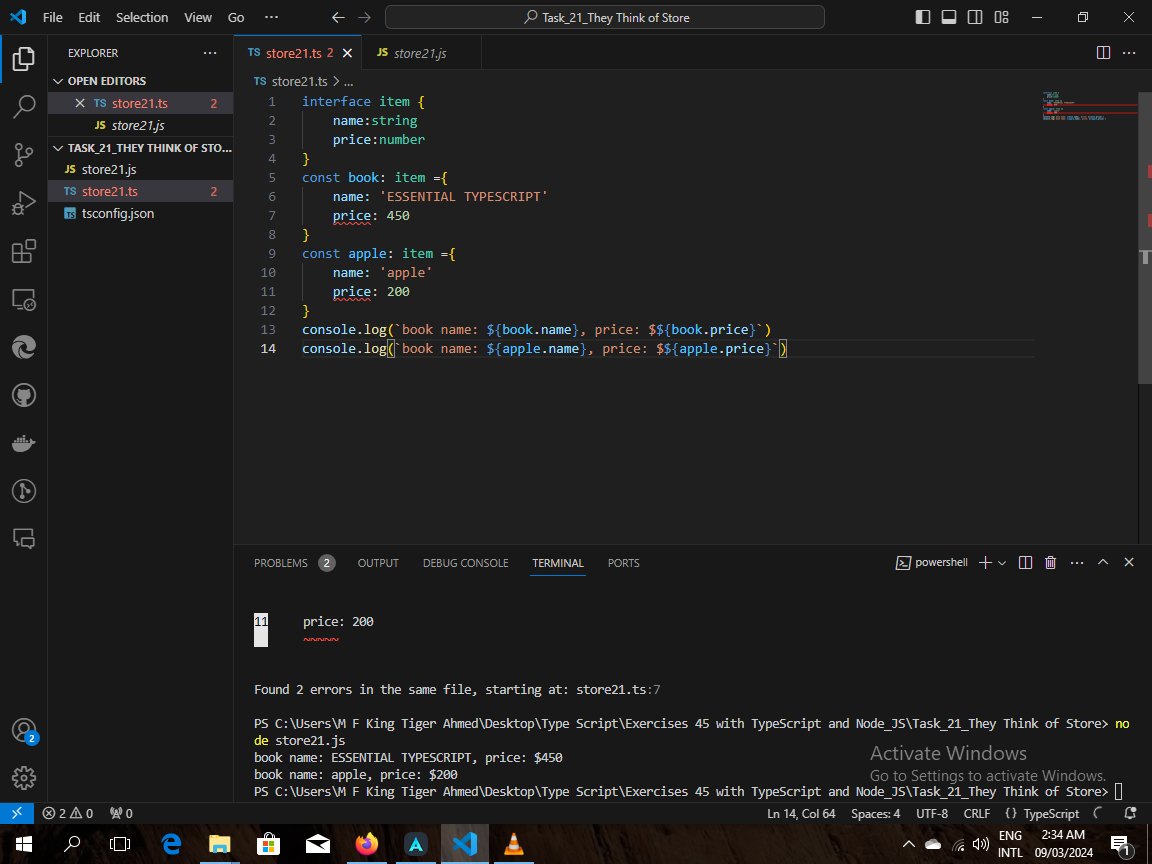 File Edit Selection View Go ··· Task_21_They Think of Store
EXPLORER ···
OPEN EDITORS
TS store21.ts 2
JS store21.js
TASK_21_THEY THINK OF STO...
JS store21.js
TS store21.ts 2
TS tsconfig.json
TS store21.ts 2 JS store21.js
TS store21.ts > ...
1 interface item {
2 name:string
3 price:number
4 }
5 const book: item ={
6 name: 'ESSENTIAL TYPESCRIPT'
7 price: 450
8 }
9 const apple: item ={
10 name: 'apple'
11 price: 200
12 }
13 console.log(`book name: ${book.name}, price: $${book.price}`)
14 console.log(`book name: ${apple.name}, price: $${apple.price}`)
PROBLEMS 2 OUTPUT DEBUG CONSOLE TERMINAL PORTS powershell
11 price: 200
~~~~~
Found 2 errors in the same file, starting at: store21.ts:7
PS C:\Users\M F King Tiger Ahmed\Desktop\Type Script\Exercises 45 with TypeScript and Node_JS\Task_21_They Think of Store> no
de store21.js
book name: ESSENTIAL TYPESCRIPT, price: $450
book name: apple, price: $200
PS C:\Users\M F King Tiger Ahmed\Desktop\Type Script\Exercises 45 with TypeScript and Node_JS\Task_21_They Think of Store>
Activate Windows
Go to Settings to activate Windows.
2
2 0 0 Ln 14, Col 64 Spaces: 4 UTF-8 CRLF {} TypeScript
ENG 2:34 AM
INTL 09/03/2024 1